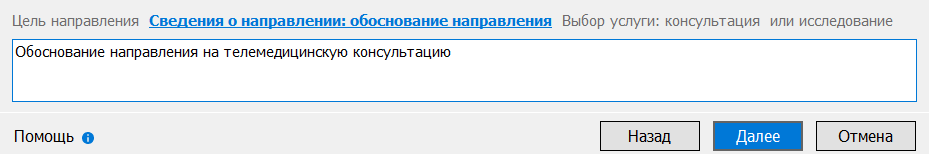 Цель направления Сведения о направлении: обоснование направления Выбор услуги: консультация или исследование
Обоснование направления на телемедицинскую консультацию
Помощь Назад Далее Отмена